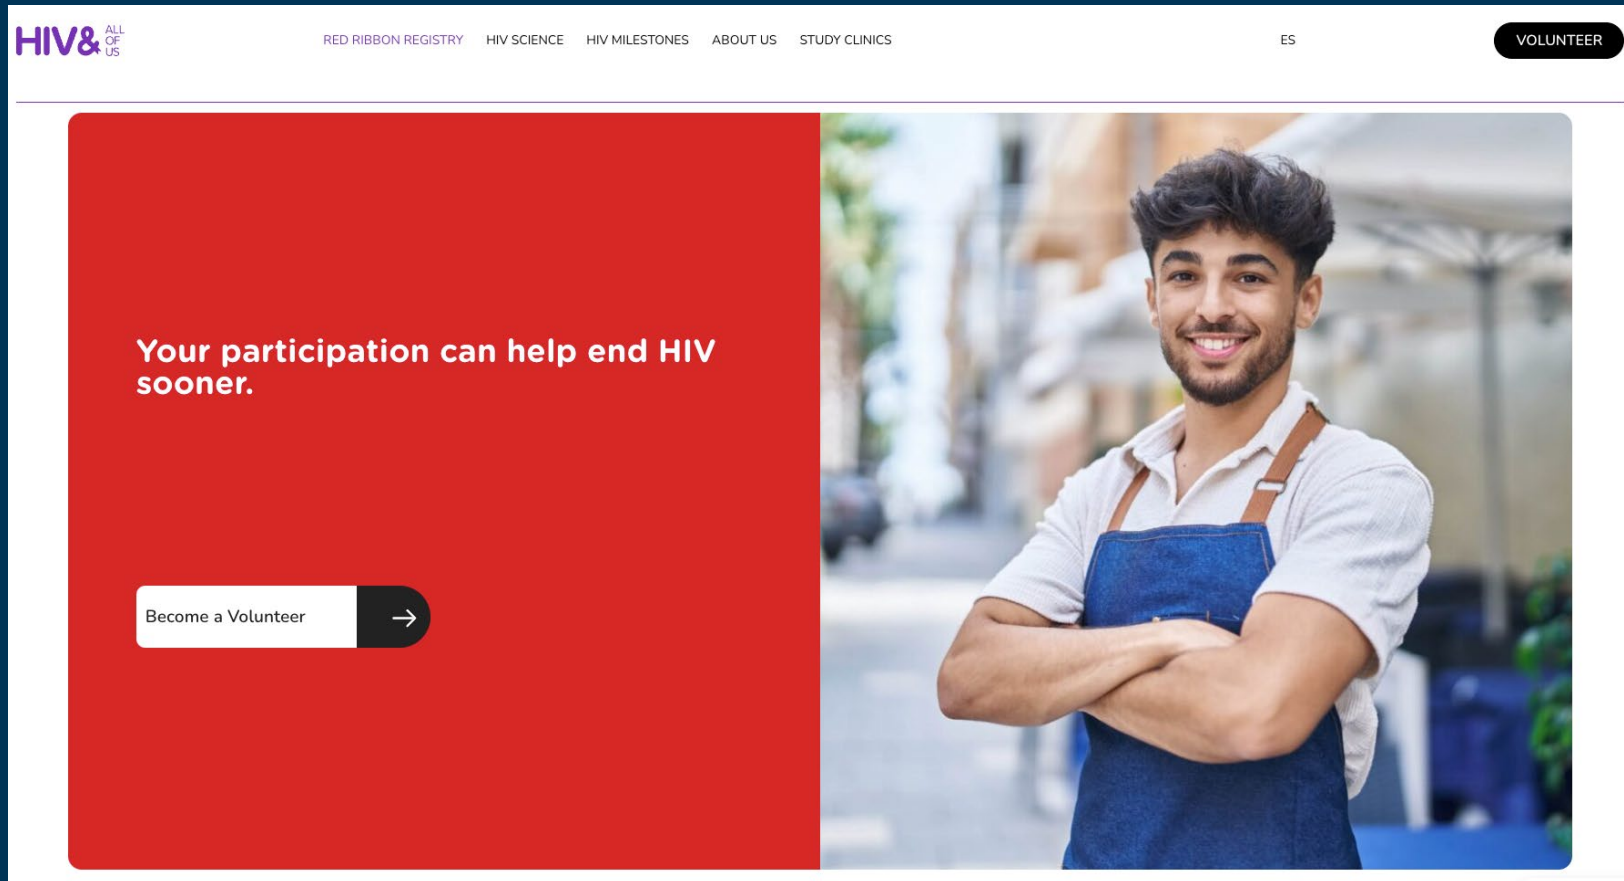 HIV& ALL
OF
US
RED RIBBON REGISTRY
HIV SCIENCE
HIV MILESTONES
ABOUT US
STUDY CLINICS
ES
VOLUNTEER
Your participation can help end HIV
sooner.
Become a Volunteer